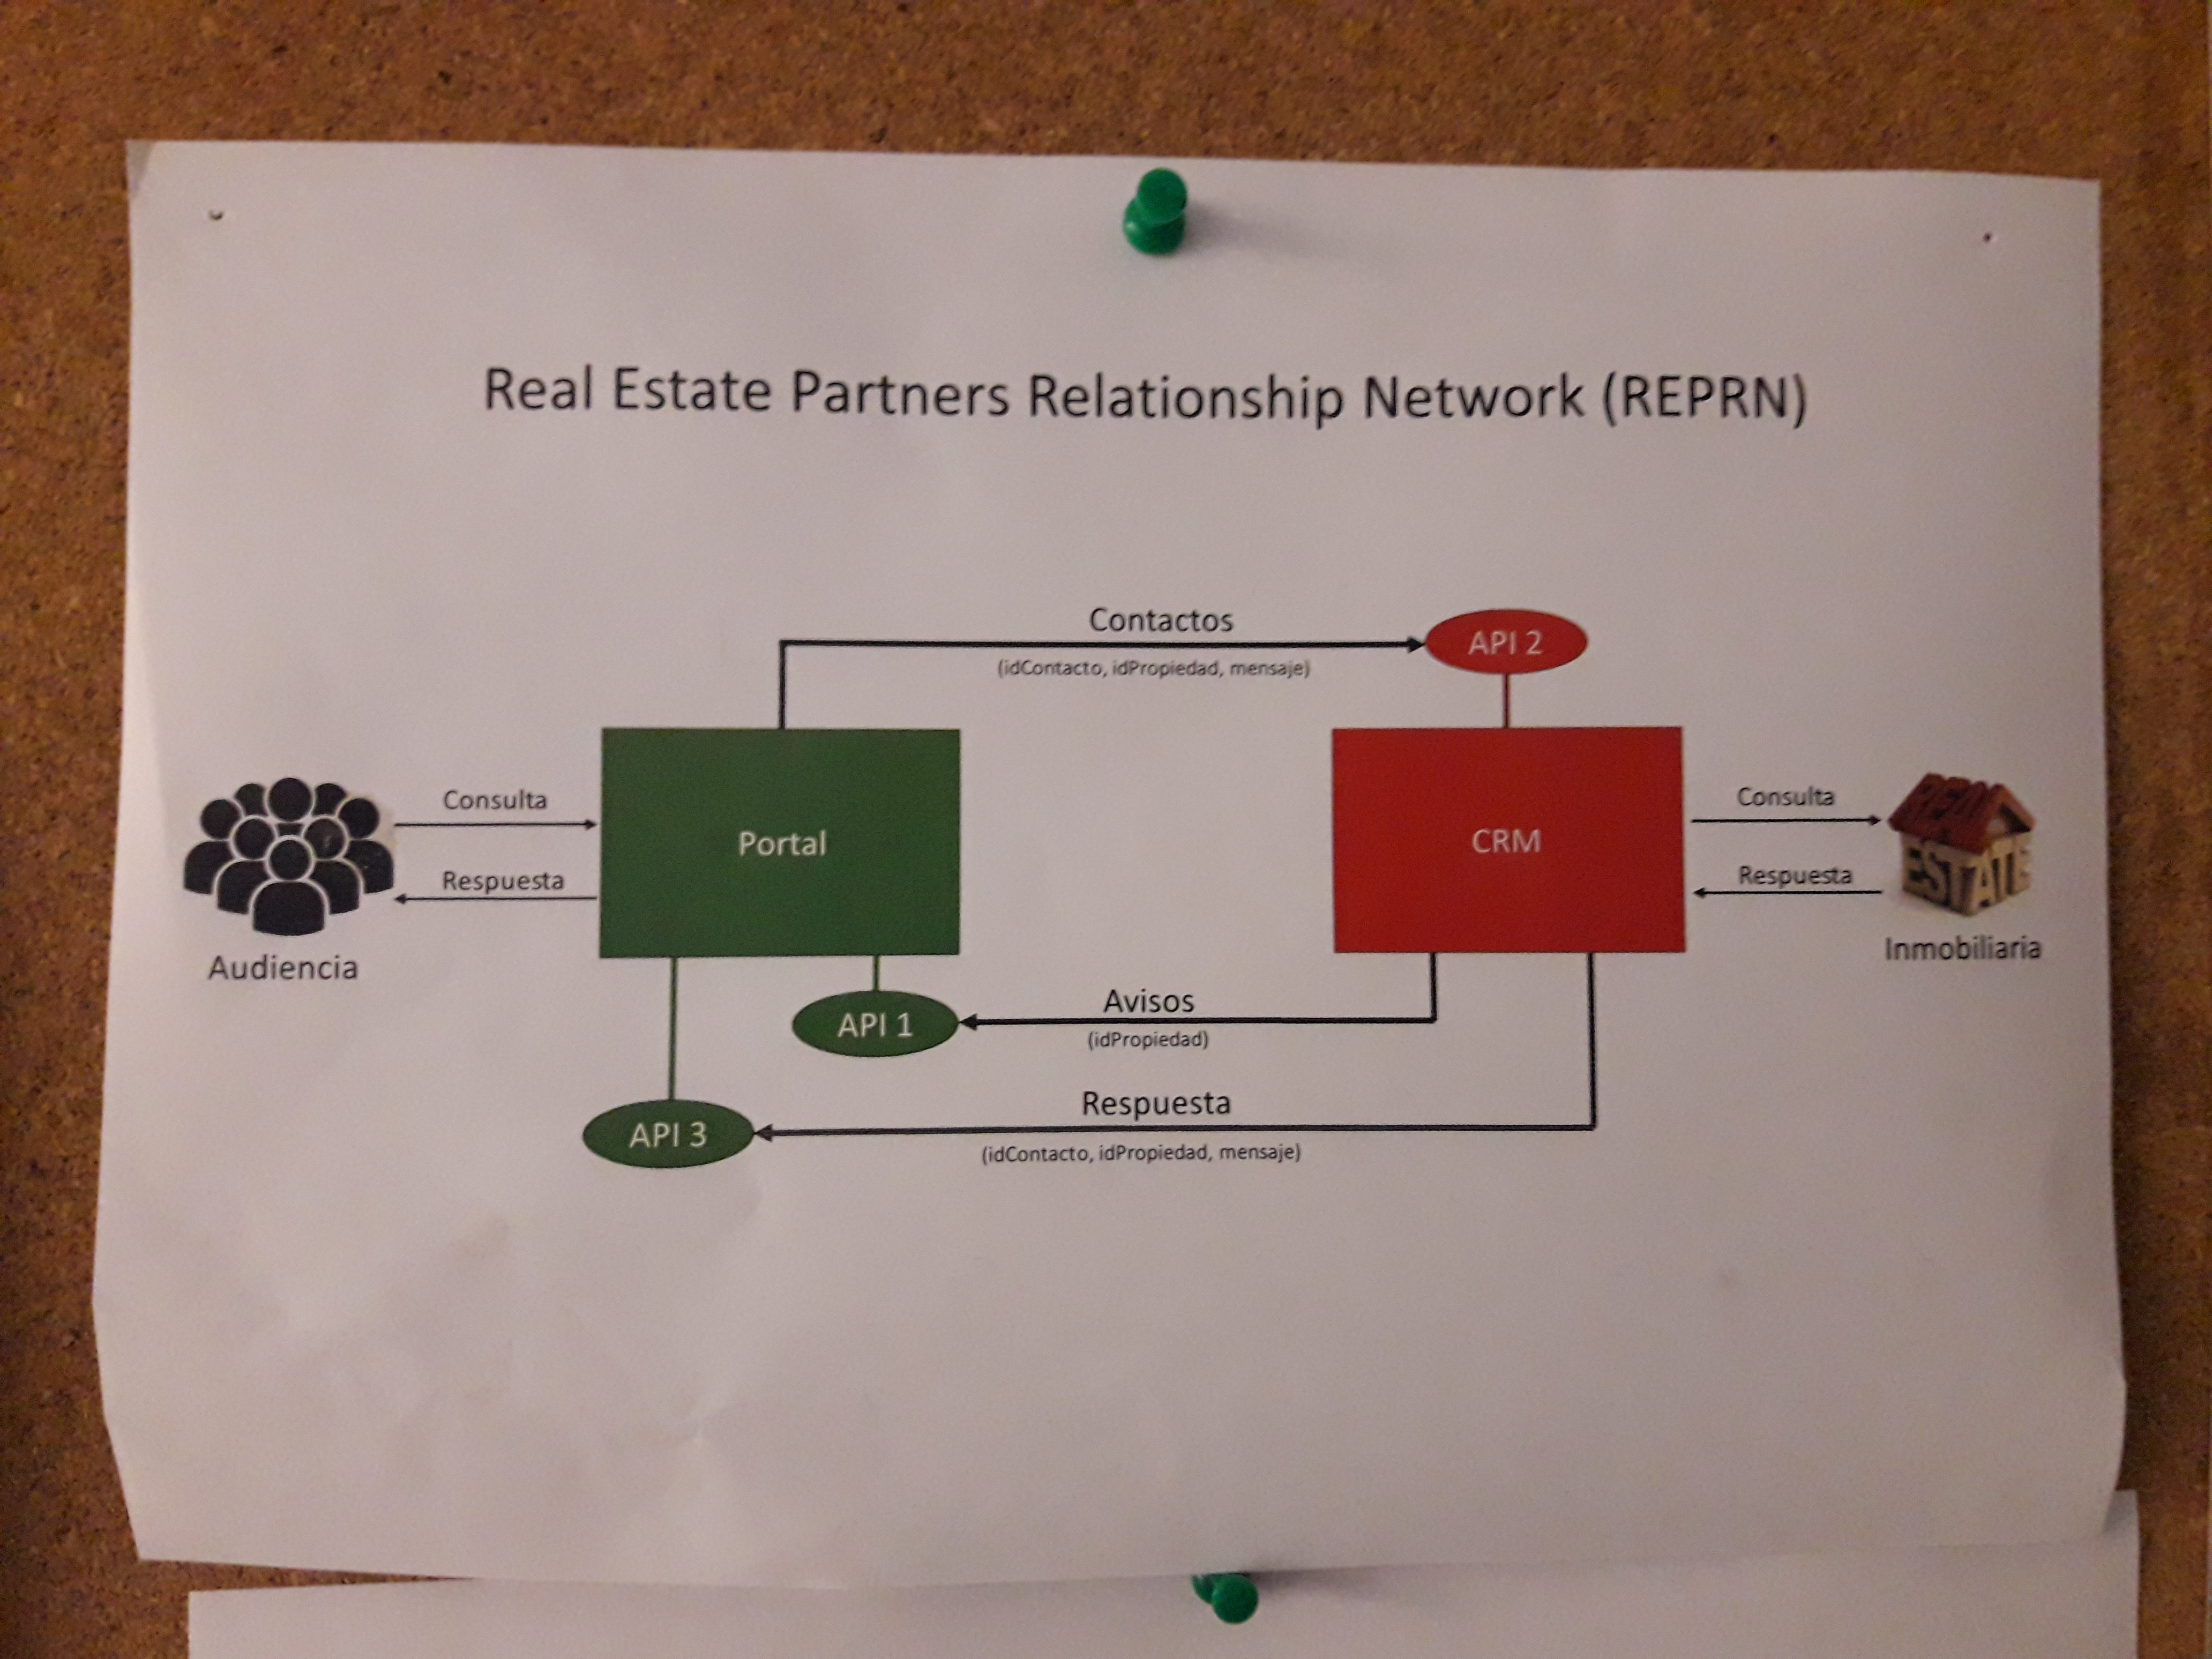 Real Estate Partners Relationship Network (REPRN)
Contactos
(idContacto, idPropiedad, mensaje)
API 2
Consulta
Respuesta
Audiencia
Portal
CRM
Consulta
Respuesta
REAL
ESTATE
Inmobiliaria
API 1
Avisos
(idPropiedad)
API 3
Respuesta
(idContacto, idPropiedad, mensaje)